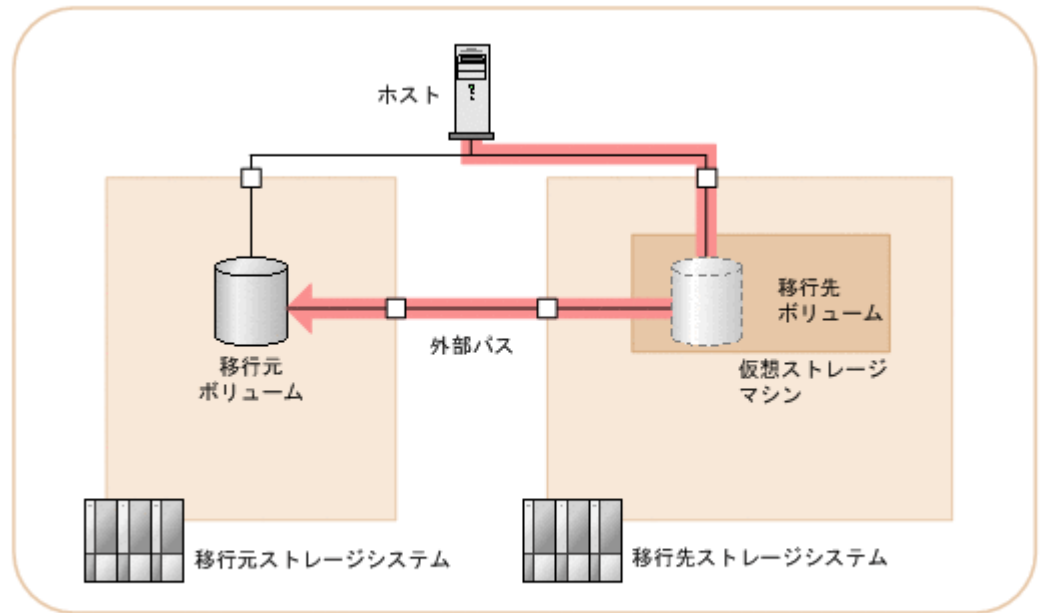 ホスト
移行先
ボリューム
外部パス
移行元
ボリューム
仮想ストレージ
マシン
移行元ストレージシステム
移行先ストレージシステム